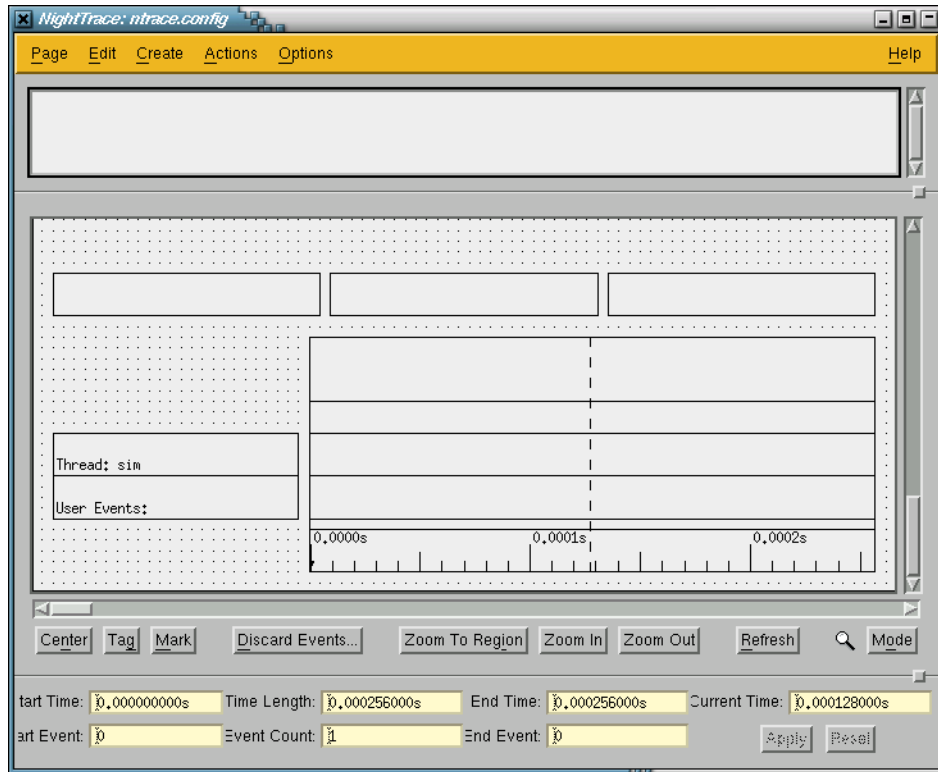 NightTrace: ntrace.config
Page Edit Create Actions Options Help
Thread: sim
User Events:
0.0000s 0.0001s 0.0002s
Center Tag Mark Discard Events... Zoom To Region Zoom In Zoom Out Refresh Mode
tart Time: 0.000000000s Time Length: 0.000256000s End Time: 0.000256000s Current Time: 0.000128000s
art Event: 0 Event Count: 1 End Event: 0 Apply Reset